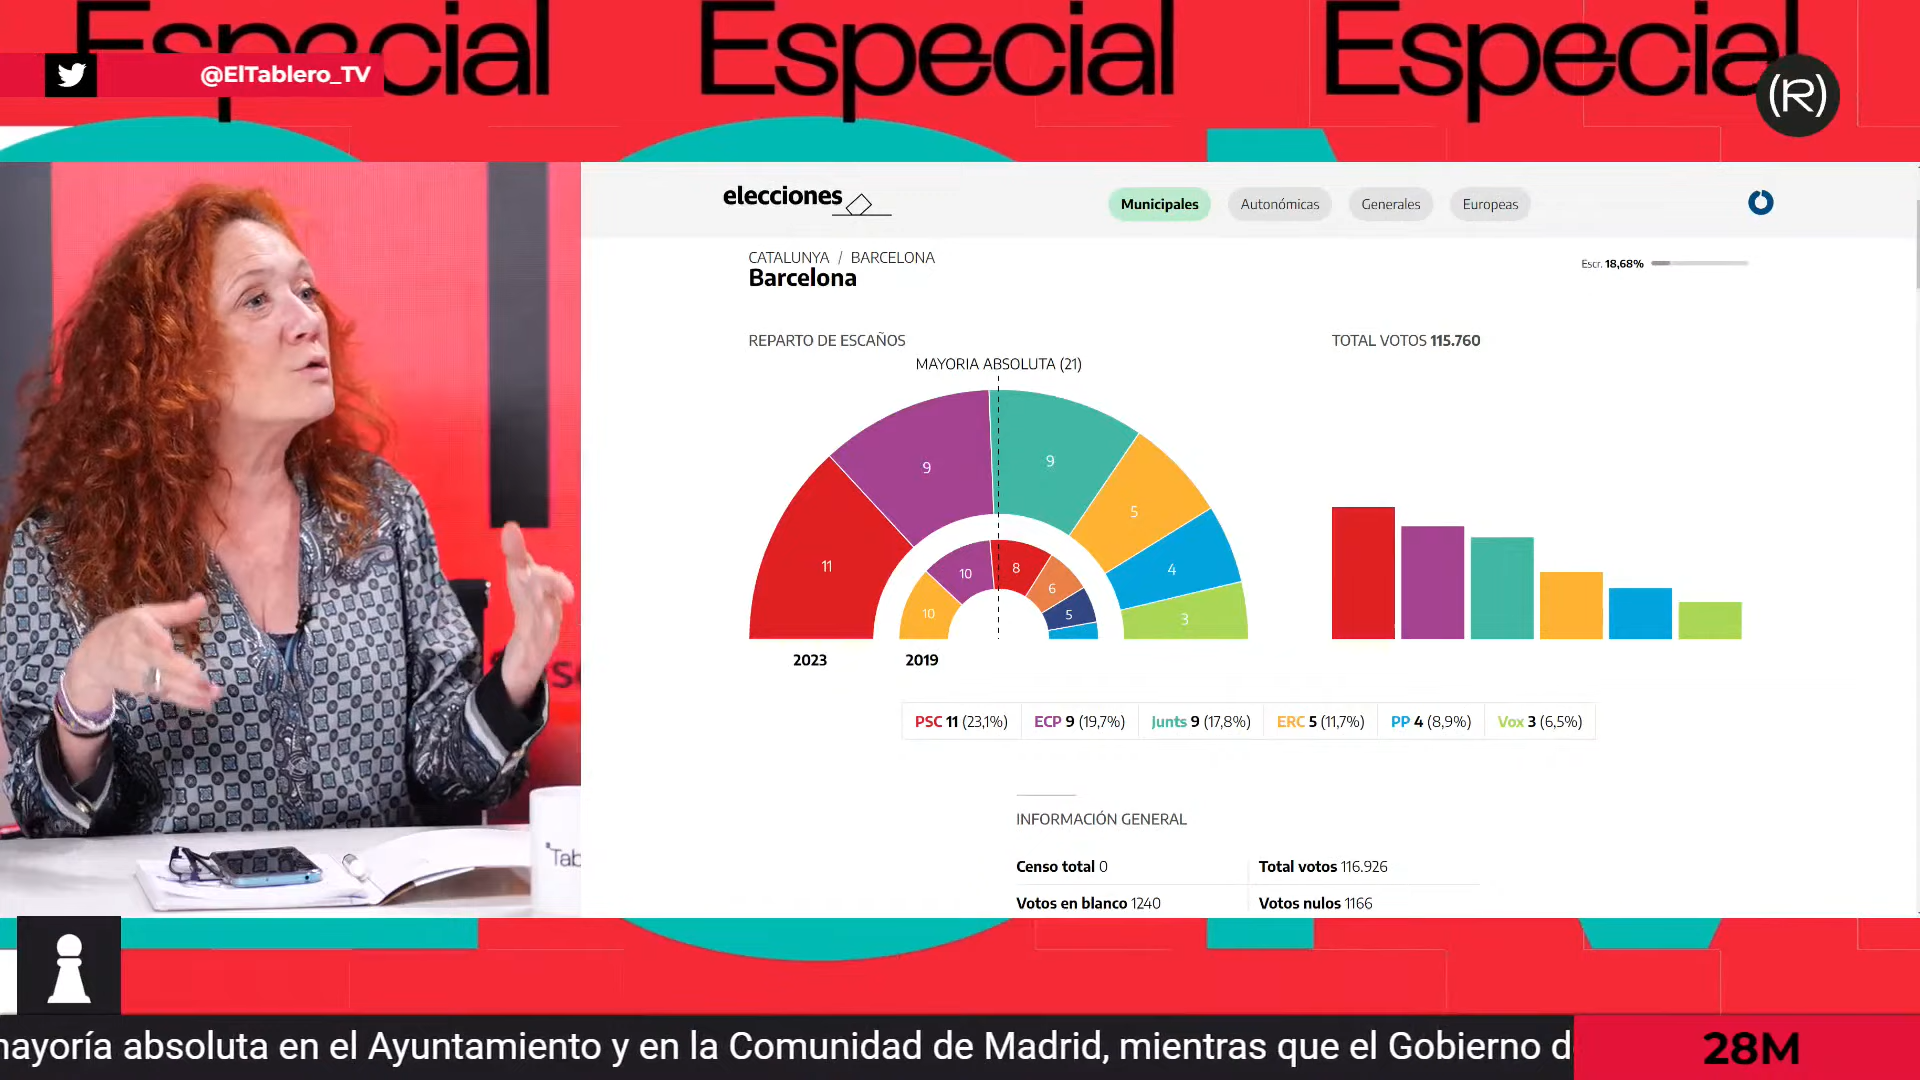 Especial Especial Especial
@ElTablero_TV
(R)
elecciones
Municipales Autonómicas Generales Europeas
CATALUNYA / BARCELONA
Barcelona
Escr. 18,68%
REPARTO DE ESCAÑOS
TOTAL VOTOS 115.760
MAYORIA ABSOLUTA (21)
9 9
5
11
4
3
10 8
6
10
5
2023 2019
PSC 11 (23,1%) ECP 9 (19,7%) Junts 9 (17,8%) ERC 5 (11,7%) PP 4 (8,9%) Vox 3 (6,5%)
INFORMACIÓN GENERAL
Censo total 0 Total votos 116.926
Votos en blanco 1240 Votos nulos 1166
Tab
mayoría absoluta en el Ayuntamiento y en la Comunidad de Madrid, mientras que el Gobierno d
28M